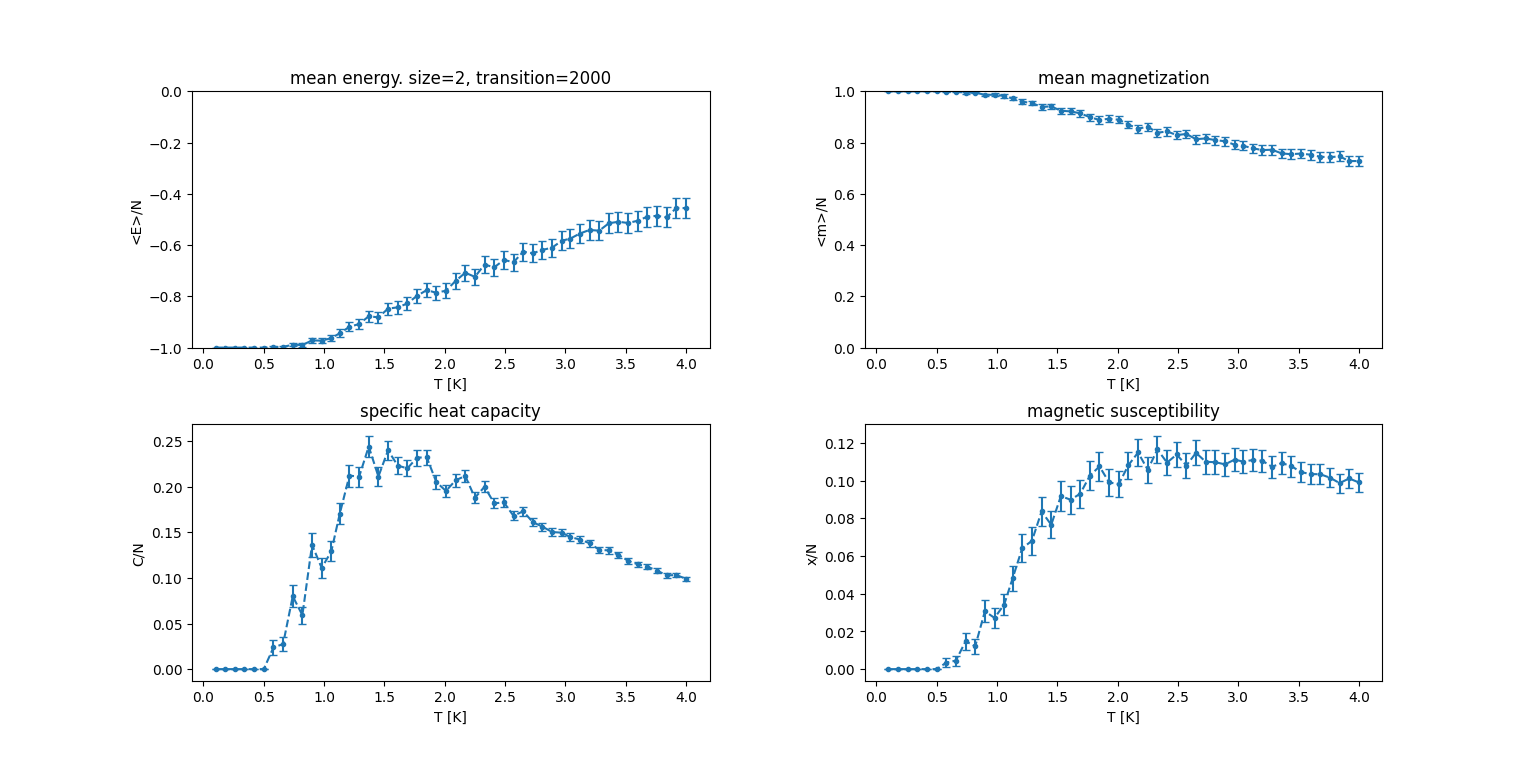 mean energy. size=2, transition=2000
<E>/N
0.0
−0.2
−0.4
−0.6
−0.8
−1.0
0.0 0.5 1.0 1.5 2.0 2.5 3.0 3.5 4.0
T [K]
mean magnetization
<m>/N
1.0
0.8
0.6
0.4
0.2
0.0
0.0 0.5 1.0 1.5 2.0 2.5 3.0 3.5 4.0
T [K]
specific heat capacity
C/N
0.25
0.20
0.15
0.10
0.05
0.00
0.0 0.5 1.0 1.5 2.0 2.5 3.0 3.5 4.0
T [K]
magnetic susceptibility
x/N
0.12
0.10
0.08
0.06
0.04
0.02
0.00
0.0 0.5 1.0 1.5 2.0 2.5 3.0 3.5 4.0
T [K]